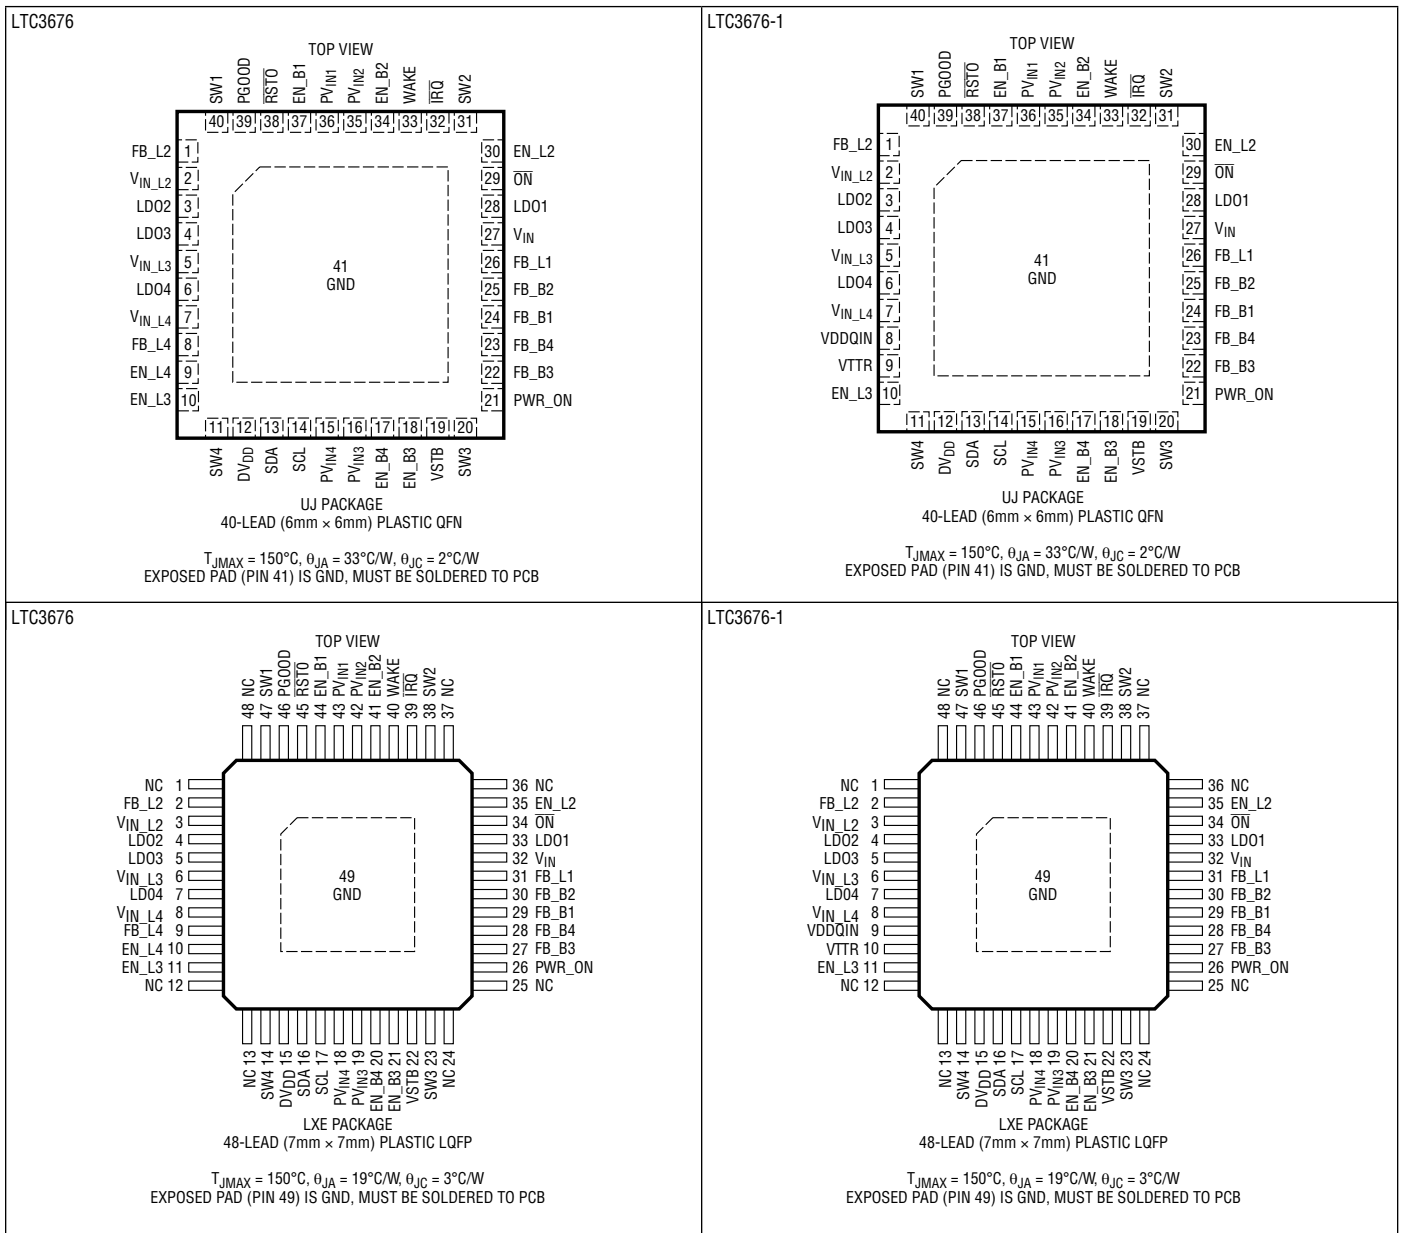 LTC3676
TOP VIEW
SW1
PGOOD
RSTO
EN_B1
PVIN1
PVIN2
EN_B2
WAKE
IRQ
SW2
40 39 38 37 36 35 34 33 32 31
FB_L2 1
VIN_L2 2
LDO2 3
LDO3 4
VIN_L3 5
LDO4 6
VIN_L4 7
FB_L4 8
EN_L4 9
EN_L3 10
41
GND
30 EN_L2
29 ON
28 LDO1
27 VIN
26 FB_L1
25 FB_B2
24 FB_B1
23 FB_B4
22 FB_B3
21 PWR_ON
11 12 13 14 15 16 17 18 19 20
SW4
DVDD
SDA
SCL
PVIN4
PVIN3
EN_B4
EN_B3
VSTB
SW3
UJ PACKAGE
40-LEAD (6mm × 6mm) PLASTIC QFN
TJMAX = 150°C, θJA = 33°C/W, θJC = 2°C/W
EXPOSED PAD (PIN 41) IS GND, MUST BE SOLDERED TO PCB
LTC3676-1
TOP VIEW
SW1
PGOOD
RSTO
EN_B1
PVIN1
PVIN2
EN_B2
WAKE
IRQ
SW2
40 39 38 37 36 35 34 33 32 31
FB_L2 1
VIN_L2 2
LDO2 3
LDO3 4
VIN_L3 5
LDO4 6
VIN_L4 7
VDDQIN 8
VTTR 9
EN_L3 10
41
GND
30 EN_L2
29 ON
28 LDO1
27 VIN
26 FB_L1
25 FB_B2
24 FB_B1
23 FB_B4
22 FB_B3
21 PWR_ON
11 12 13 14 15 16 17 18 19 20
SW4
DVDD
SDA
SCL
PVIN4
PVIN3
EN_B4
EN_B3
VSTB
SW3
UJ PACKAGE
40-LEAD (6mm × 6mm) PLASTIC QFN
TJMAX = 150°C, θJA = 33°C/W, θJC = 2°C/W
EXPOSED PAD (PIN 41) IS GND, MUST BE SOLDERED TO PCB
LTC3676
TOP VIEW
48 NC
47 SW1
46 PGOOD
45 RSTO
44 EN_B1
43 PVIN1
42 PVIN2
41 EN_B2
40 WAKE
39 IRQ
38 SW2
37 NC
NC 1
FB_L2 2
VIN_L2 3
LDO2 4
LDO3 5
VIN_L3 6
LDO4 7
VIN_L4 8
FB_L4 9
EN_L4 10
EN_L3 11
NC 12
49
GND
36 NC
35 EN_L2
34 ON
33 LDO1
32 VIN
31 FB_L1
30 FB_B2
29 FB_B1
28 FB_B4
27 FB_B3
26 PWR_ON
25 NC
NC 13
SW4 14
DVDD 15
SDA 16
SCL 17
PVIN4 18
PVIN3 19
EN_B4 20
EN_B3 21
VSTB 22
SW3 23
NC 24
LXE PACKAGE
48-LEAD (7mm × 7mm) PLASTIC LQFP
TJMAX = 150°C, θJA = 19°C/W, θJC = 3°C/W
EXPOSED PAD (PIN 49) IS GND, MUST BE SOLDERED TO PCB
LTC3676-1
TOP VIEW
48 NC
47 SW1
46 PGOOD
45 RSTO
44 EN_B1
43 PVIN1
42 PVIN2
41 EN_B2
40 WAKE
39 IRQ
38 SW2
37 NC
NC 1
FB_L2 2
VIN_L2 3
LDO2 4
LDO3 5
VIN_L3 6
LDO4 7
VIN_L4 8
VDDQIN 9
VTTR 10
EN_L3 11
NC 12
49
GND
36 NC
35 EN_L2
34 ON
33 LDO1
32 VIN
31 FB_L1
30 FB_B2
29 FB_B1
28 FB_B4
27 FB_B3
26 PWR_ON
25 NC
NC 13
SW4 14
DVDD 15
SDA 16
SCL 17
PVIN4 18
PVIN3 19
EN_B4 20
EN_B3 21
VSTB 22
SW3 23
NC 24
LXE PACKAGE
48-LEAD (7mm × 7mm) PLASTIC LQFP
TJMAX = 150°C, θJA = 19°C/W, θJC = 3°C/W
EXPOSED PAD (PIN 49) IS GND, MUST BE SOLDERED TO PCB